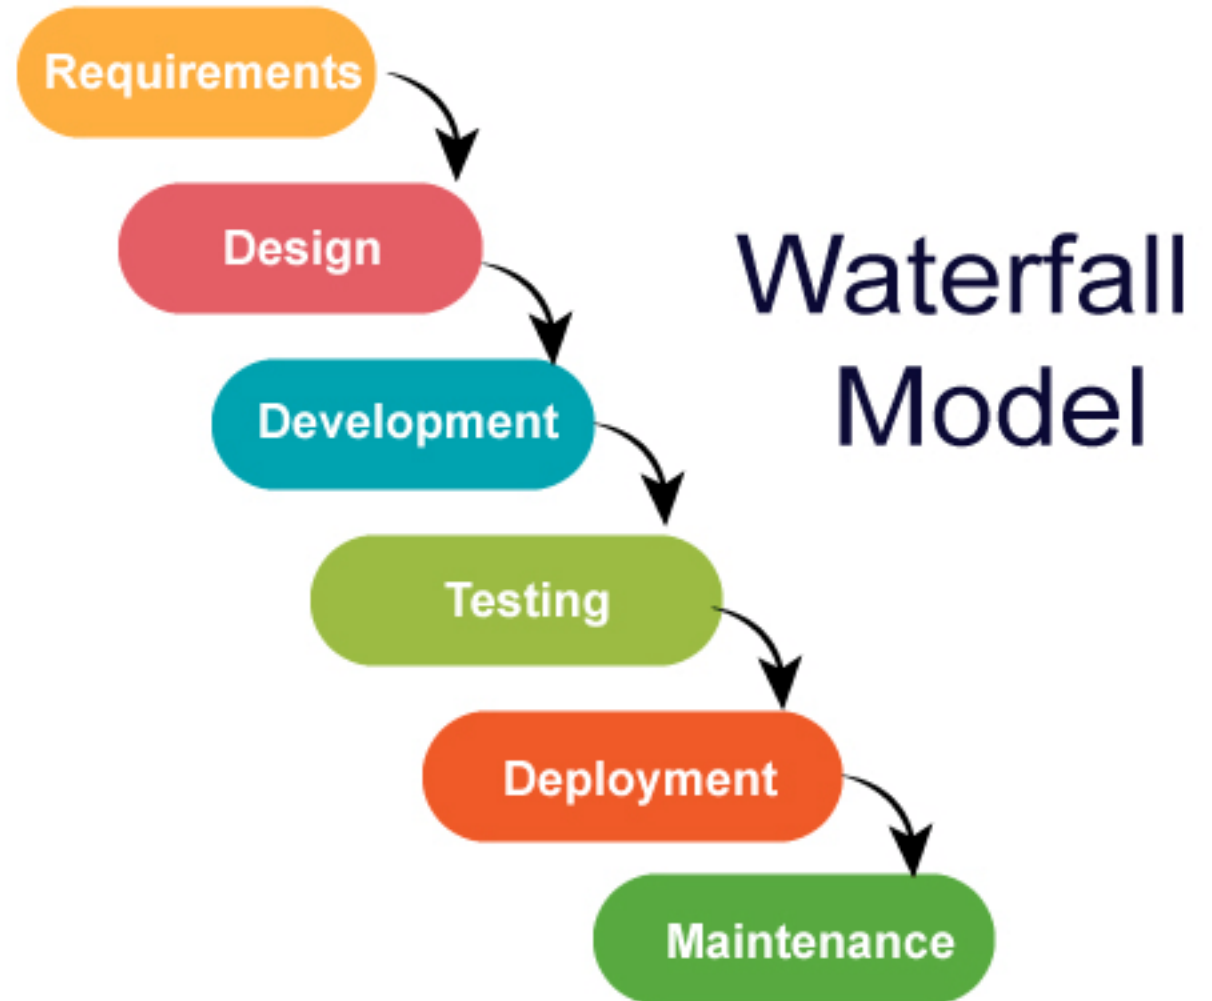 Requirements
Design
Waterfall
Model
Development
Testing
Deployment
Maintenance